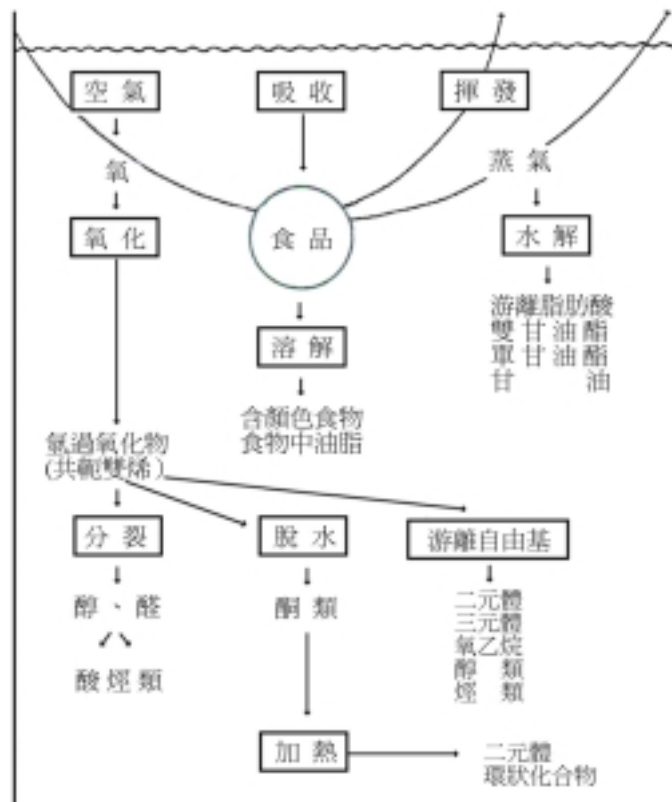 空氣
吸收
揮發
氧
蒸氣
氧化
食品
水解
游離脂肪酸
雙甘油酯
單甘油酯
甘油
溶解
含顏色食物
食物中油脂
氫過氧化物
(共軛雙烯)
分裂
脫水
游離自由基
醇、醛
酮類
二元體
三元體
氧乙烷
醇類
烴類
酸烴類
加熱
二元體
環狀化合物